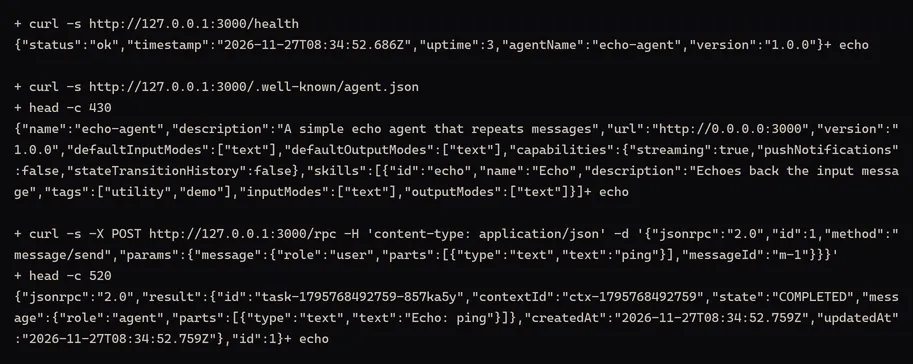 + curl -s http://127.0.0.1:3000/health
{"status":"ok","timestamp":"2026-11-27T08:34:52.686Z","uptime":3,"agentName":"echo-agent","version":"1.0.0"}+ echo
+ curl -s http://127.0.0.1:3000/.well-known/agent.json
+ head -c 430
{"name":"echo-agent","description":"A simple echo agent that repeats messages","url":"http://0.0.0.0:3000","version":"
1.0.0","defaultInputModes":["text"],"defaultOutputModes":["text"],"capabilities":{"streaming":true,"pushNotifications"
:false,"stateTransitionHistory":false},"skills":[{"id":"echo","name":"Echo","description":"Echoes back the input messa
ge","tags":["utility","demo"],"inputModes":["text"],"outputModes":["text"]}]+ echo
+ curl -s -X POST http://127.0.0.1:3000/rpc -H 'content-type: application/json' -d '{"jsonrpc":"2.0","id":1,"method":"
message/send","params":{"message":{"role":"user","parts":[{"type":"text","text":"ping"}],"messageId":"m-1"}}}'
+ head -c 520
{"jsonrpc":"2.0","result":{"id":"task-1795768492759-857ka5y","contextId":"ctx-1795768492759","state":"COMPLETED","mess
age":{"role":"agent","parts":[{"type":"text","text":"Echo: ping"}]},"createdAt":"2026-11-27T08:34:52.759Z","updatedAt"
:"2026-11-27T08:34:52.759Z"},"id":1}+ echo